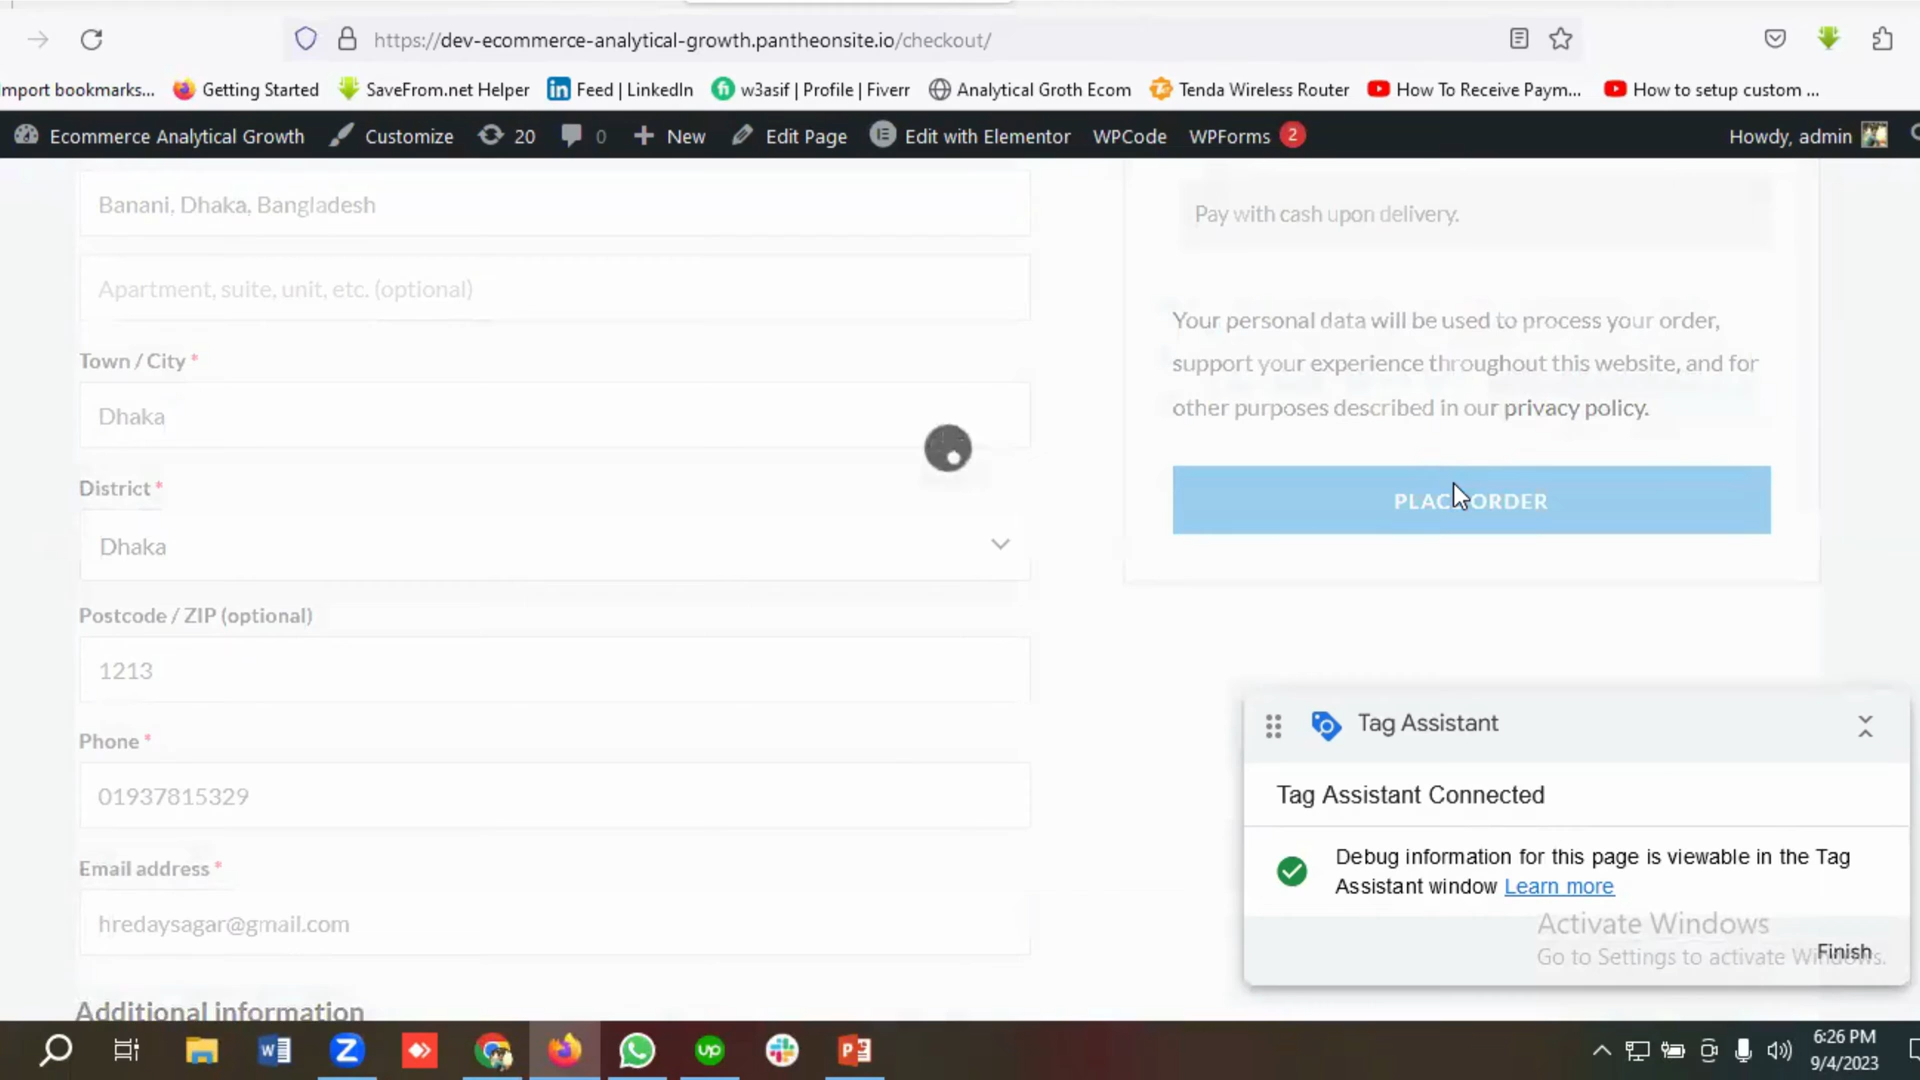 https://dev-ecommerce-analytical-growth.pantheonsite.io/checkout/
mport bookmarks... Getting Started SaveFrom.net Helper Feed | LinkedIn w3asif | Profile | Fiverr Analytical Groth Ecom Tenda Wireless Router How To Receive Paym... How to setup custom ...
Ecommerce Analytical Growth Customize 20 0 New Edit Page Edit with Elementor WPCode WPForms 2 Howdy, admin
Banani, Dhaka, Bangladesh
Pay with cash upon delivery.
Apartment, suite, unit, etc. (optional)
Your personal data will be used to process your order,
support your experience throughout this website, and for
other purposes described in our privacy policy.
Town / City *
Dhaka
PLACE ORDER
District *
Dhaka
Postcode / ZIP (optional)
1213
Phone *
01937815329
Email address *
hredaysagar@gmail.com
Additional information
Tag Assistant
Tag Assistant Connected
Debug information for this page is viewable in the Tag
Assistant window Learn more
Activate Windows
Go to Settings to activate Windows.
Finish
6:26 PM
9/4/2023